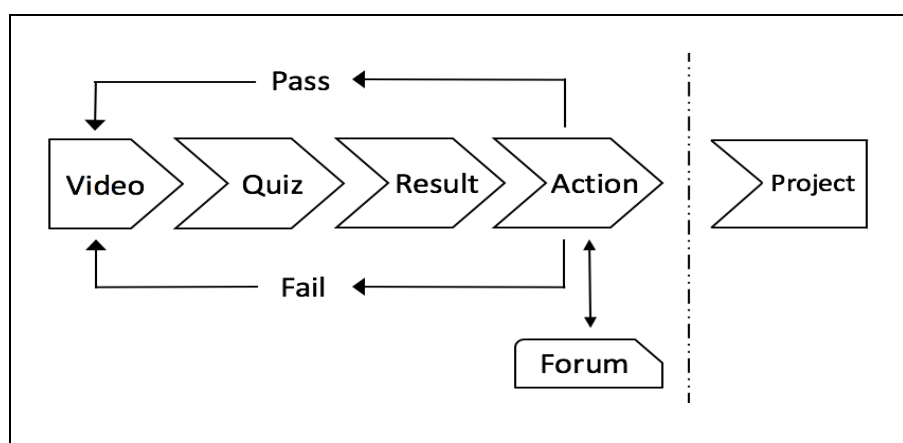 Pass
Video
Quiz
Result
Action
Project
Fail
Forum